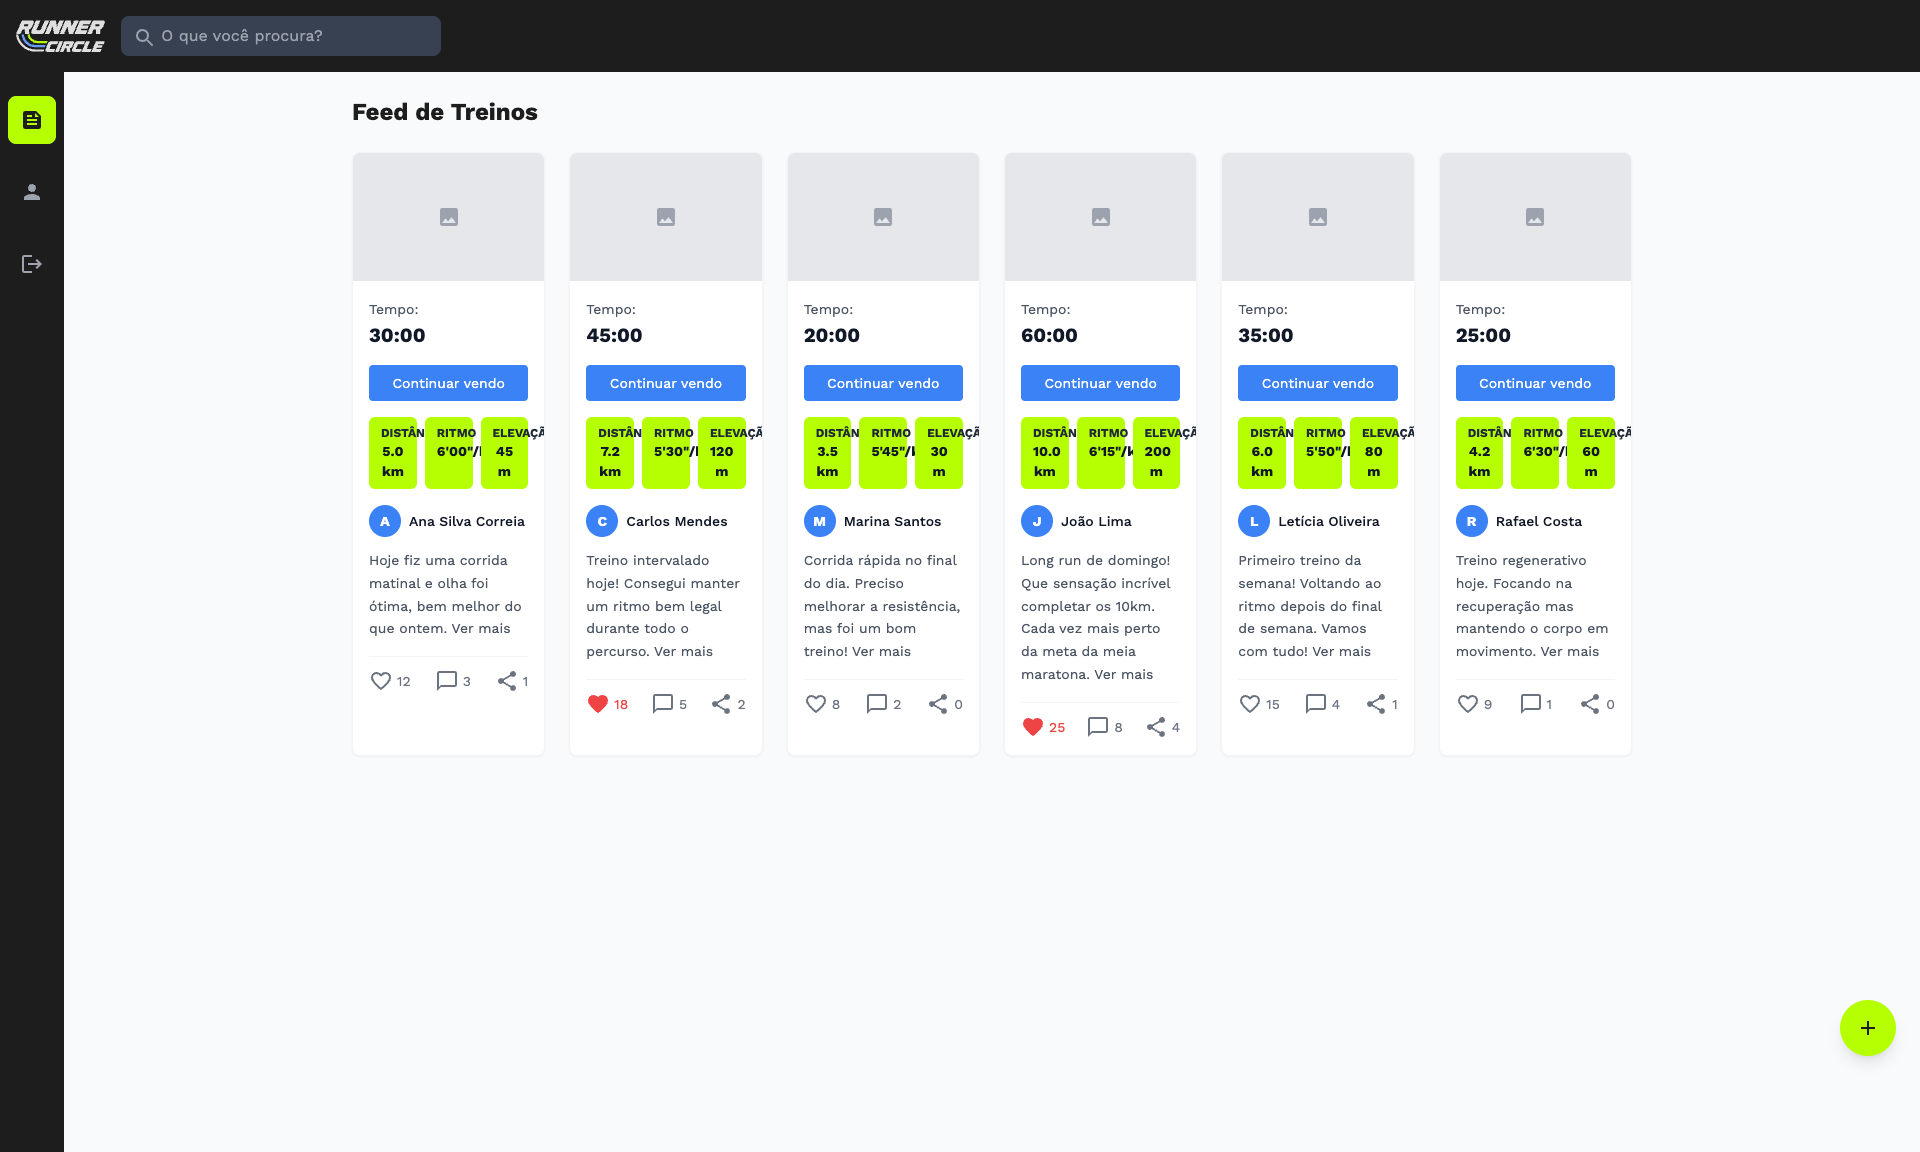 RUNNER
CIRCLE
O que você procura?
Feed de Treinos
Tempo:
30:00
Continuar vendo
DISTÂN RITMO ELEVAÇÃ
5.0 km 6'00"/ 45 m
A Ana Silva Correia
Hoje fiz uma corrida
matinal e olha foi
ótima, bem melhor do
que ontem. Ver mais
12 3 1
Tempo:
45:00
Continuar vendo
DISTÂN RITMO ELEVAÇÃ
7.2 km 5'30"/ 120 m
C Carlos Mendes
Treino intervalado
hoje! Consegui manter
um ritmo bem legal
durante todo o
percurso. Ver mais
18 5 2
Tempo:
20:00
Continuar vendo
DISTÂN RITMO ELEVAÇÃ
3.5 km 5'45"/k 30 m
M Marina Santos
Corrida rápida no final
do dia. Preciso
melhorar a resistência,
mas foi um bom
treino! Ver mais
8 2 0
Tempo:
60:00
Continuar vendo
DISTÂN RITMO ELEVAÇÃ
10.0 km 6'15"/k 200 m
J João Lima
Long run de domingo!
Que sensação incrível
completar os 10km.
Cada vez mais perto
da meta da meia
maratona. Ver mais
25 8 4
Tempo:
35:00
Continuar vendo
DISTÂN RITMO ELEVAÇÃ
6.0 km 5'50"/ 80 m
L Letícia Oliveira
Primeiro treino da
semana! Voltando ao
ritmo depois do final
de semana. Vamos
com tudo! Ver mais
15 4 1
Tempo:
25:00
Continuar vendo
DISTÂN RITMO ELEVAÇÃ
4.2 km 6'30"/ 60 m
R Rafael Costa
Treino regenerativo
hoje. Focando na
recuperação mas
mantendo o corpo em
movimento. Ver mais
9 1 0